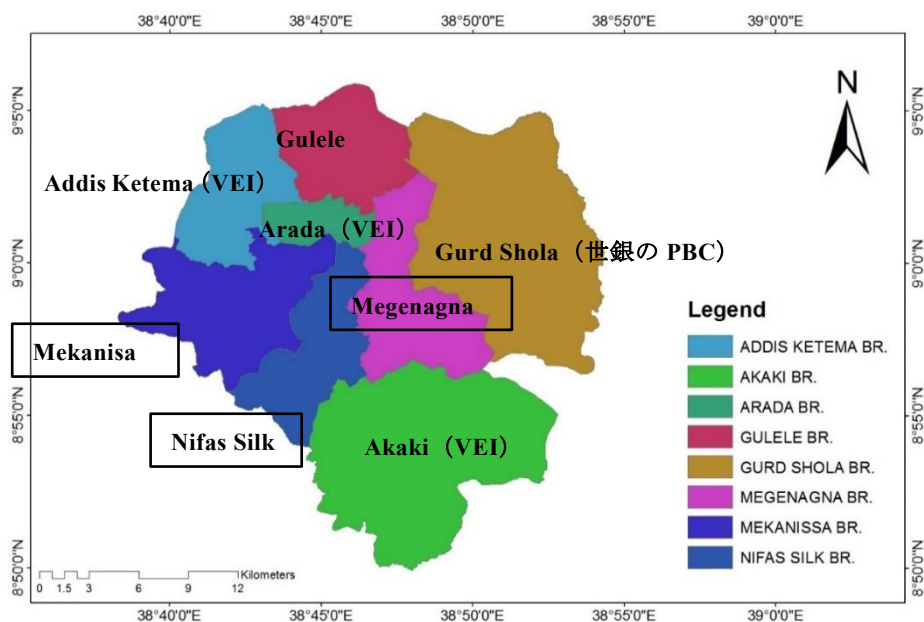 38°40'0"E 38°45'0"E 38°50'0"E 38°55'0"E 39°0'0"E
N
9°5'0"N 9°5'0"N
Gulele
Addis Ketema（VEI）
Arada（VEI）
Gurd Shola（世銀の PBC）
9°0'0"N 9°0'0"N
Megenagna
Legend
Mekanisa
ADDIS KETEMA BR.
AKAKI BR.
ARADA BR.
GULELE BR.
GURD SHOLA BR.
MEGENAGNA BR.
MEKANISSA BR.
NIFAS SILK BR.
8°55'0"N 8°55'0"N
Nifas Silk
Akaki（VEI）
8°50'0"N 8°50'0"N
Kilometers
0 1.5 3 6 9 12
38°40'0"E 38°45'0"E 38°50'0"E 38°55'0"E 39°0'0"E